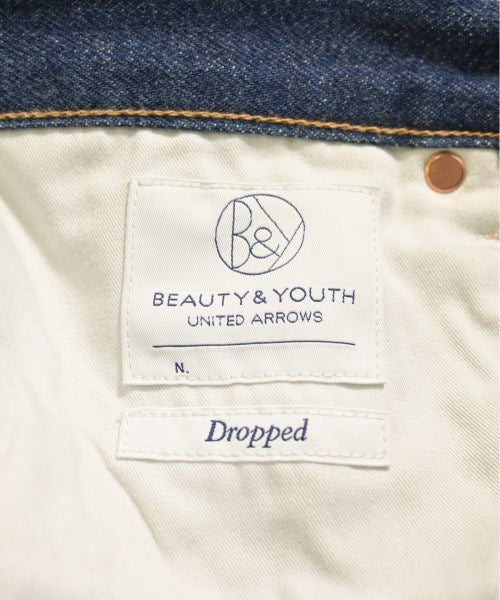 B&Y
BEAUTY & YOUTH
UNITED ARROWS
N.
Dropped